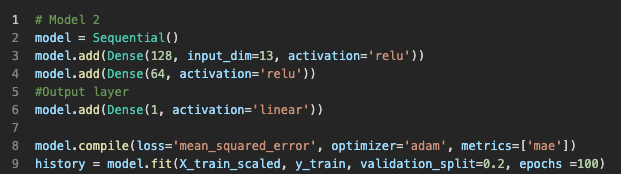 1 # Model 2
2 model = Sequential()
3 model.add(Dense(128, input_dim=13, activation='relu'))
4 model.add(Dense(64, activation='relu'))
5 #Output layer
6 model.add(Dense(1, activation='linear'))
7
8 model.compile(loss='mean_squared_error', optimizer='adam', metrics=['mae'])
9 history = model.fit(X_train_scaled, y_train, validation_split=0.2, epochs =100)